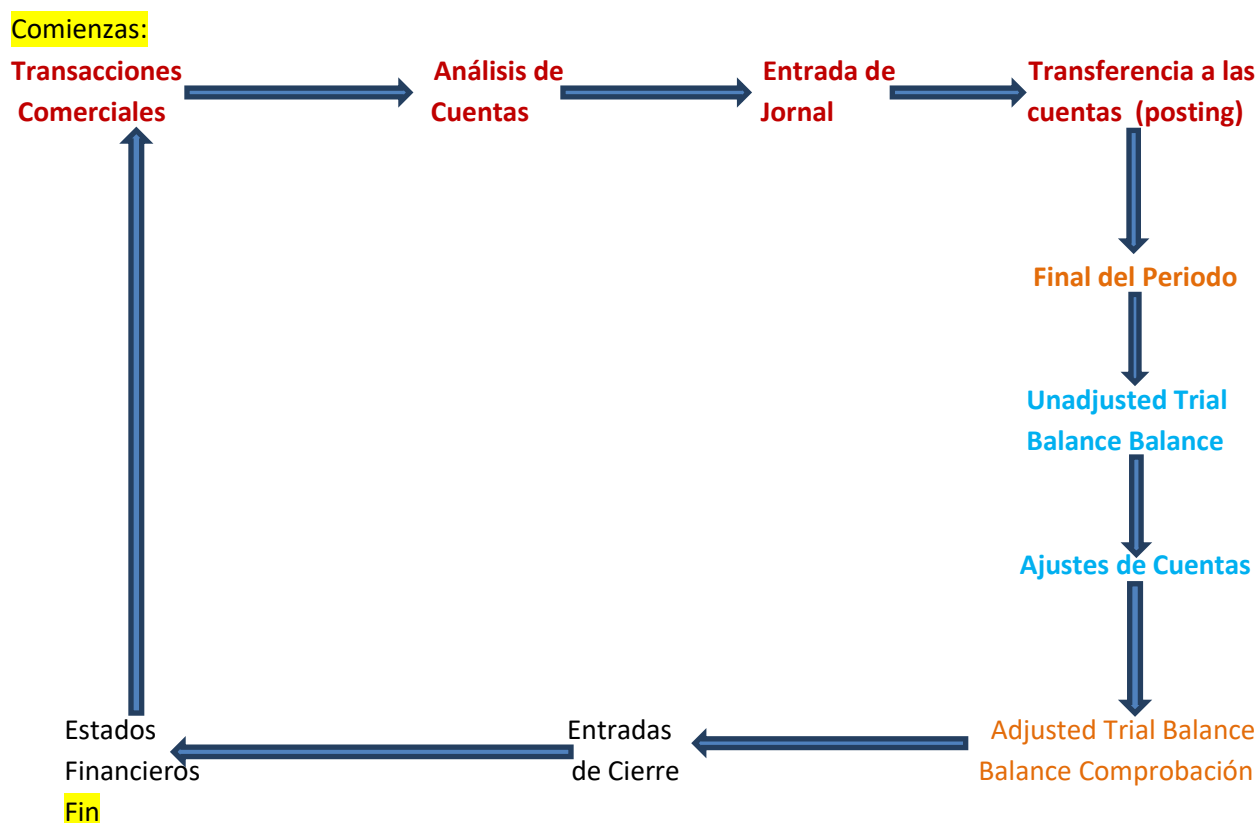 Comienzas:
Transacciones
Comerciales
Análisis de
Cuentas
Entrada de
Jornal
Transferencia a las
cuentas (posting)
Final del Periodo
Unadjusted Trial
Balance Balance
Ajustes de Cuentas
Adjusted Trial Balance
Balance Comprobación
Entradas
de Cierre
Estados
Financieros
Fin